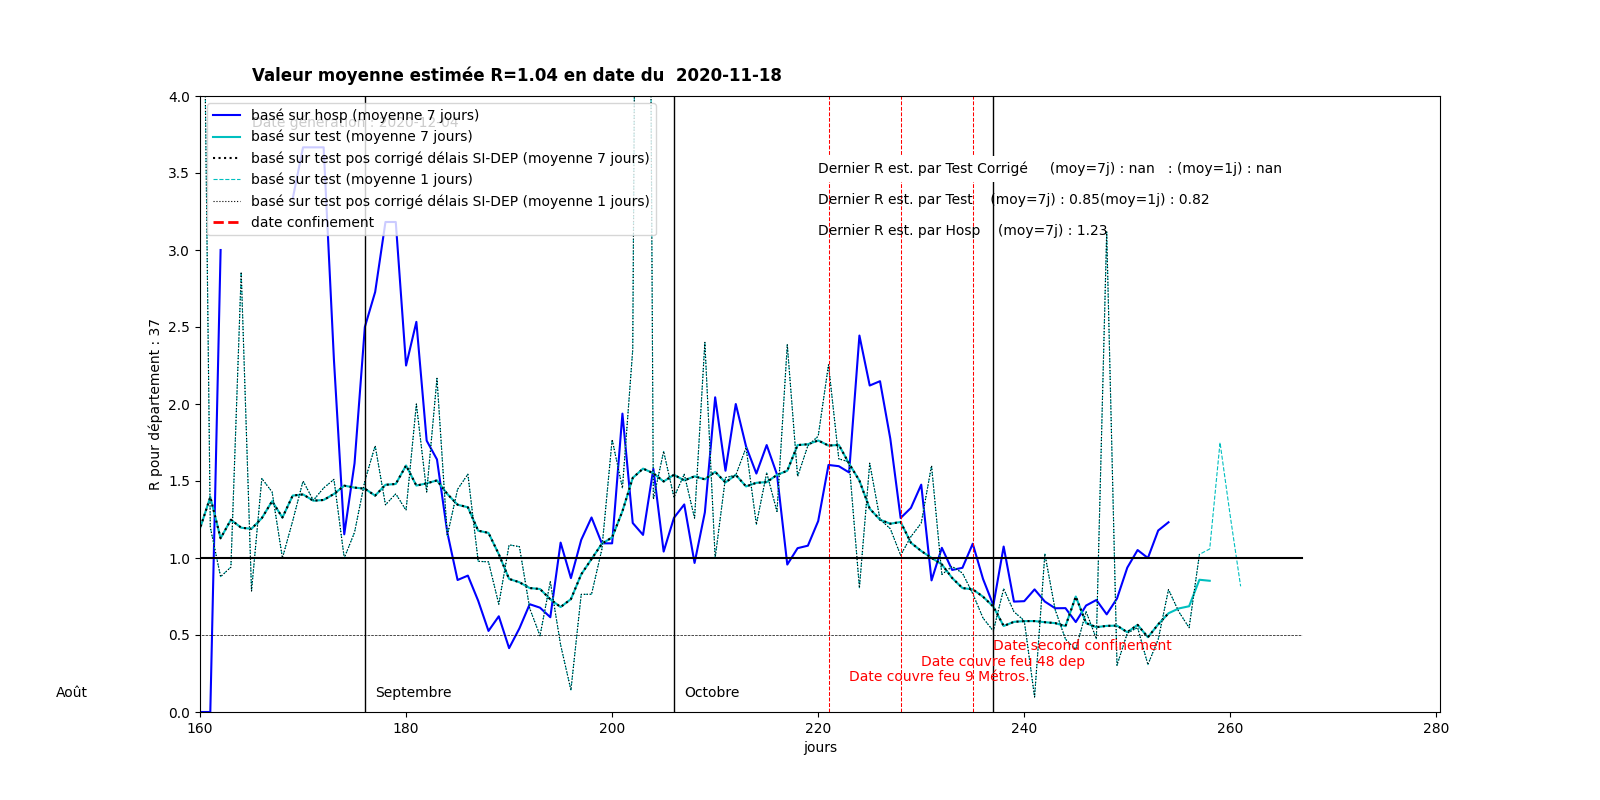 Valeur moyenne estimée R=1.04 en date du  2020-11-18
4.0
basé sur hosp (moyenne 7 jours)
Date génération : 2020-12-04
basé sur test (moyenne 7 jours)
basé sur test pos corrigé délais SI-DEP (moyenne 7 jours)
basé sur test (moyenne 1 jours)
basé sur test pos corrigé délais SI-DEP (moyenne 1 jours)
date confinement
Dernier R est. par Test Corrigé     (moy=7j) : nan   : (moy=1j) : nan
Dernier R est. par Test    (moy=7j) : 0.85(moy=1j) : 0.82
Dernier R est. par Hosp    (moy=7j) : 1.23
3.5
3.0
2.5
2.0
1.5
1.0
0.5
0.0
R pour département : 37
Date second confinement
Date couvre feu 48 dep
Date couvre feu 9 Métros.
Août
Septembre
Octobre
160 180 200 220 240 260 280
jours